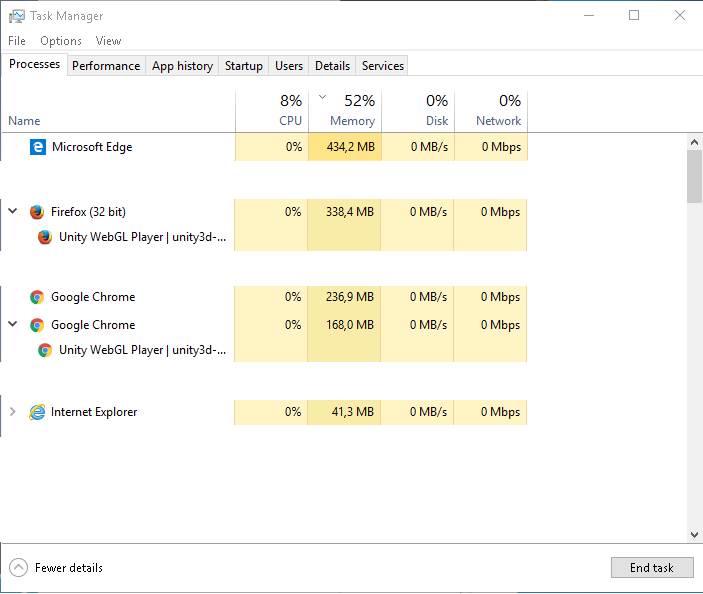 Task Manager
File Options View
Processes Performance App history Startup Users Details Services
8% 52% 0% 0%
Name CPU Memory Disk Network
Microsoft Edge 0% 434,2 MB 0 MB/s 0 Mbps
Firefox (32 bit) 0% 338,4 MB 0 MB/s 0 Mbps
Unity WebGL Player | unity3d-...
Google Chrome 0% 236,9 MB 0 MB/s 0 Mbps
Google Chrome 0% 168,0 MB 0 MB/s 0 Mbps
Unity WebGL Player | unity3d-...
Internet Explorer 0% 41,3 MB 0 MB/s 0 Mbps
Fewer details End task